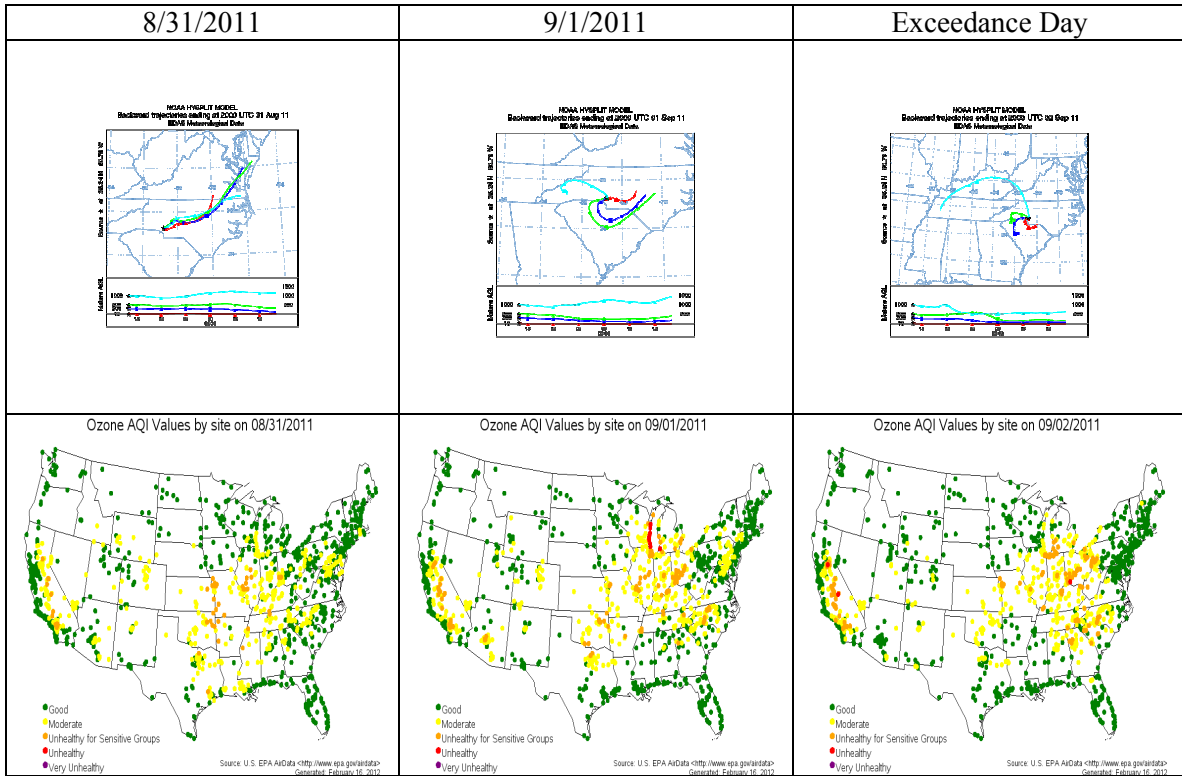 8/31/2011
9/1/2011
Exceedance Day
NOAA HYSPLIT MODEL
Backward trajectories ending at 2000 UTC 31 Aug 11
EDAS Meteorological Data
NOAA HYSPLIT MODEL
Backward trajectories ending at 2000 UTC 01 Sep 11
EDAS Meteorological Data
NOAA HYSPLIT MODEL
Backward trajectories ending at 2000 UTC 02 Sep 11
EDAS Meteorological Data
Meters AGL
Meters AGL
Meters AGL
Ozone AQI Values by site on 08/31/2011
Good
Moderate
Unhealthy for Sensitive Groups
Unhealthy
Very Unhealthy
Source: U.S. EPA AirData <http://www.epa.gov/airdata>
Generated: February 16, 2012
Ozone AQI Values by site on 09/01/2011
Good
Moderate
Unhealthy for Sensitive Groups
Unhealthy
Very Unhealthy
Source: U.S. EPA AirData <http://www.epa.gov/airdata>
Generated: February 16, 2012
Ozone AQI Values by site on 09/02/2011
Good
Moderate
Unhealthy for Sensitive Groups
Unhealthy
Very Unhealthy
Source: U.S. EPA AirData <http://www.epa.gov/airdata>
Generated: February 16, 2012